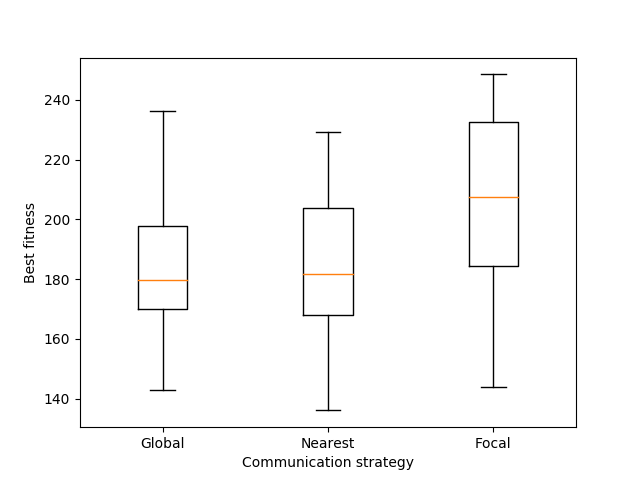 240
220
200
180
160
140
Best fitness
Global
Nearest
Focal
Communication strategy